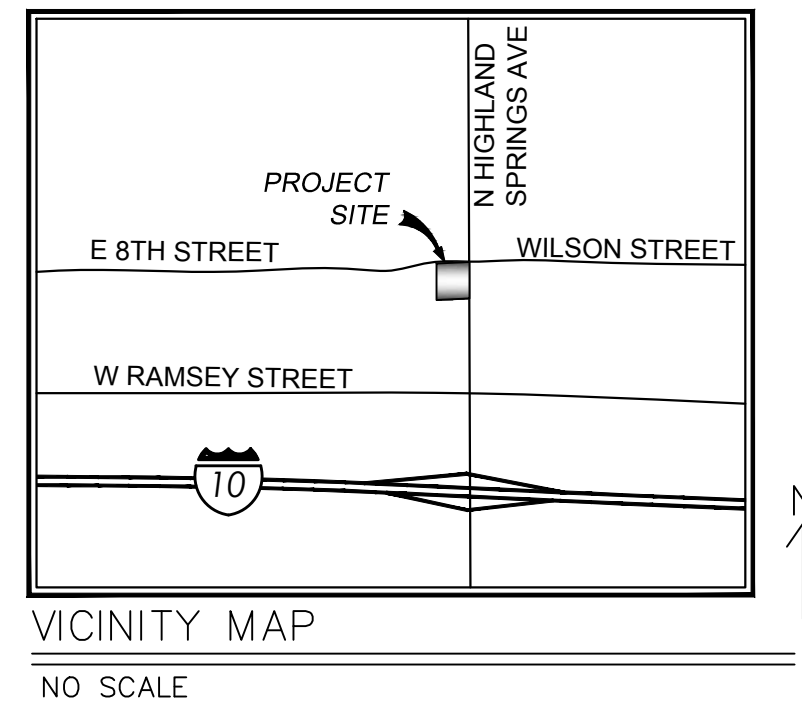 N HIGHLAND
SPRINGS AVE
PROJECT
SITE
E 8TH STREET
WILSON STREET
W RAMSEY STREET
10
N
VICINITY MAP
NO SCALE